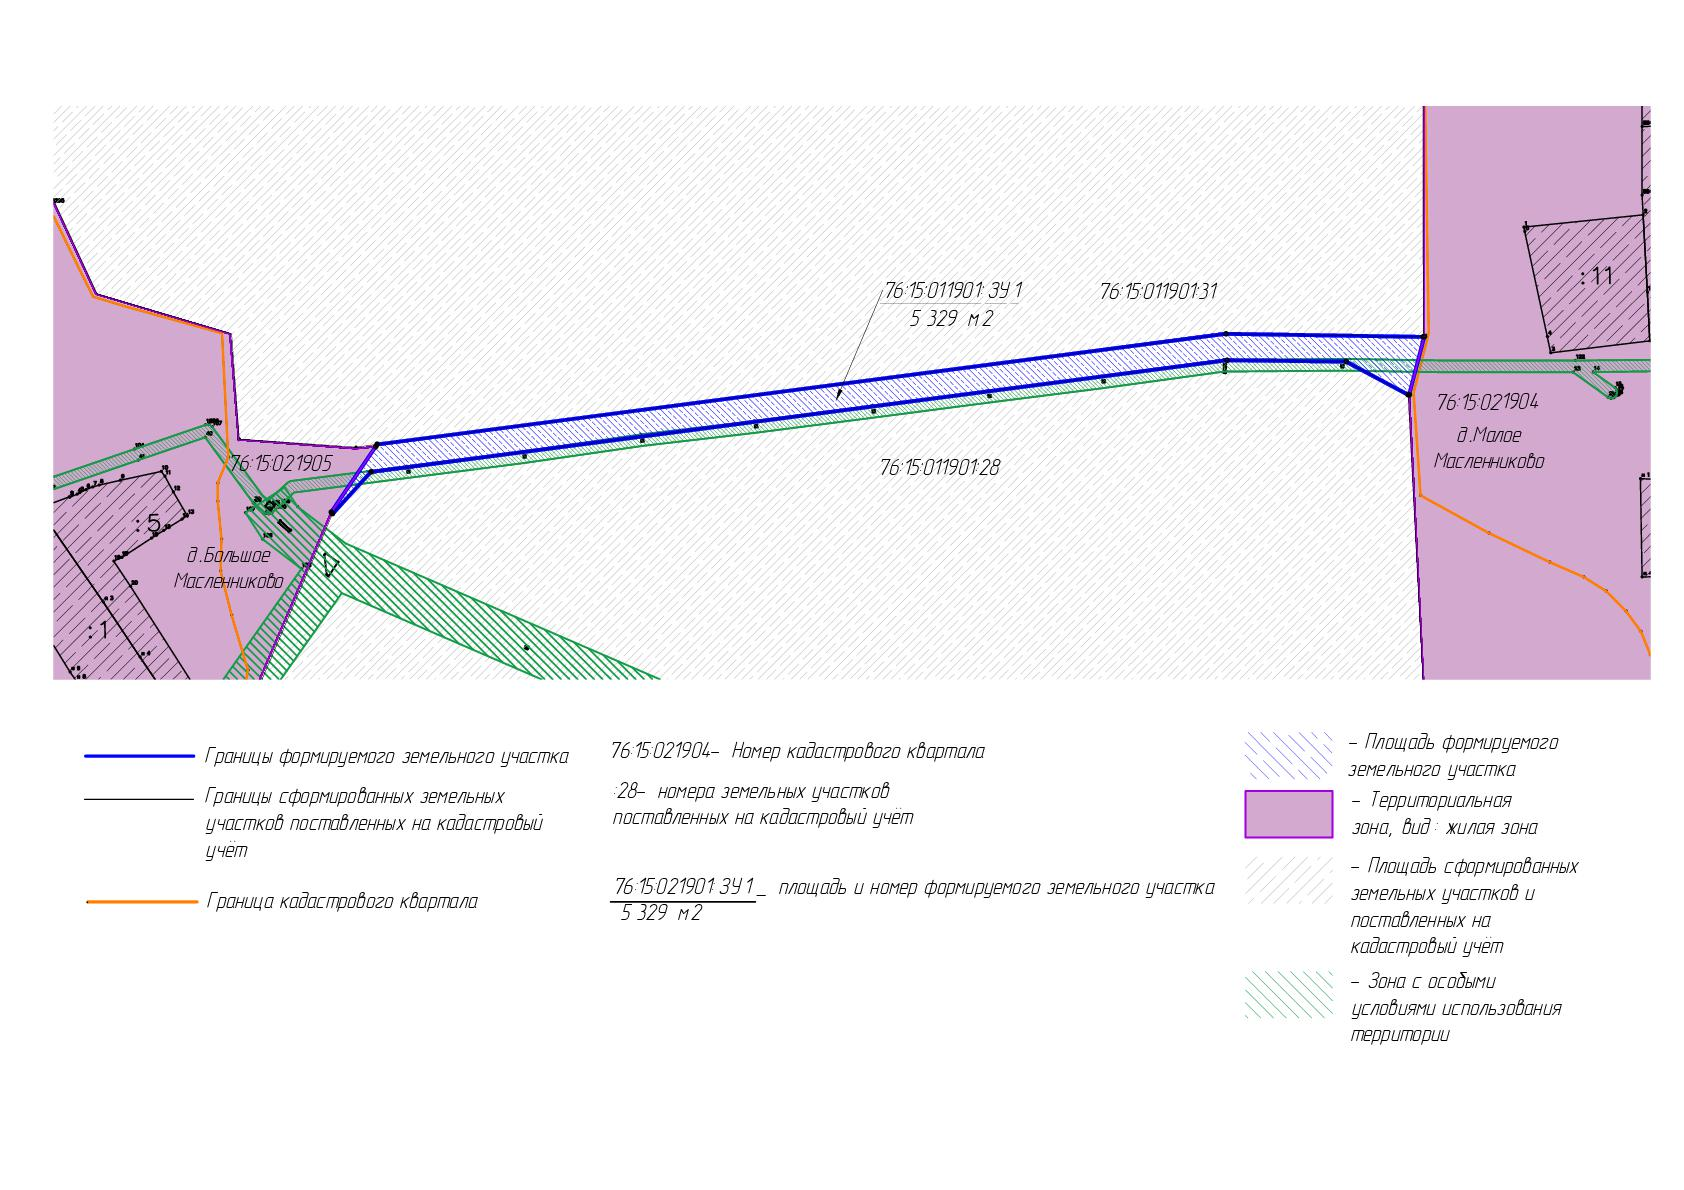 76:15:011901:ЗУ1
5 329 м2
76:15:011901:31
:11
76:15:021904
д.Малое
Масленниково
76:15:021905
76:15:011901:28
:5
д.Большое
Масленниково
:1
Границы формируемого земельного участка
Границы сформированных земельных
участков поставленных на кадастровый
учёт
Граница кадастрового квартала
76:15:021904– Номер кадастрового квартала
:28– номера земельных участков
поставленных на кадастровый учёт
76:15:021901:ЗУ1_ площадь и номер формируемого земельного участка
5 329 м2
– Площадь формируемого
земельного участка
– Территориальная
зона, вид: жилая зона
– Площадь сформированных
земельных участков и
поставленных на
кадастровый учёт
– Зона с особыми
условиями использования
территории